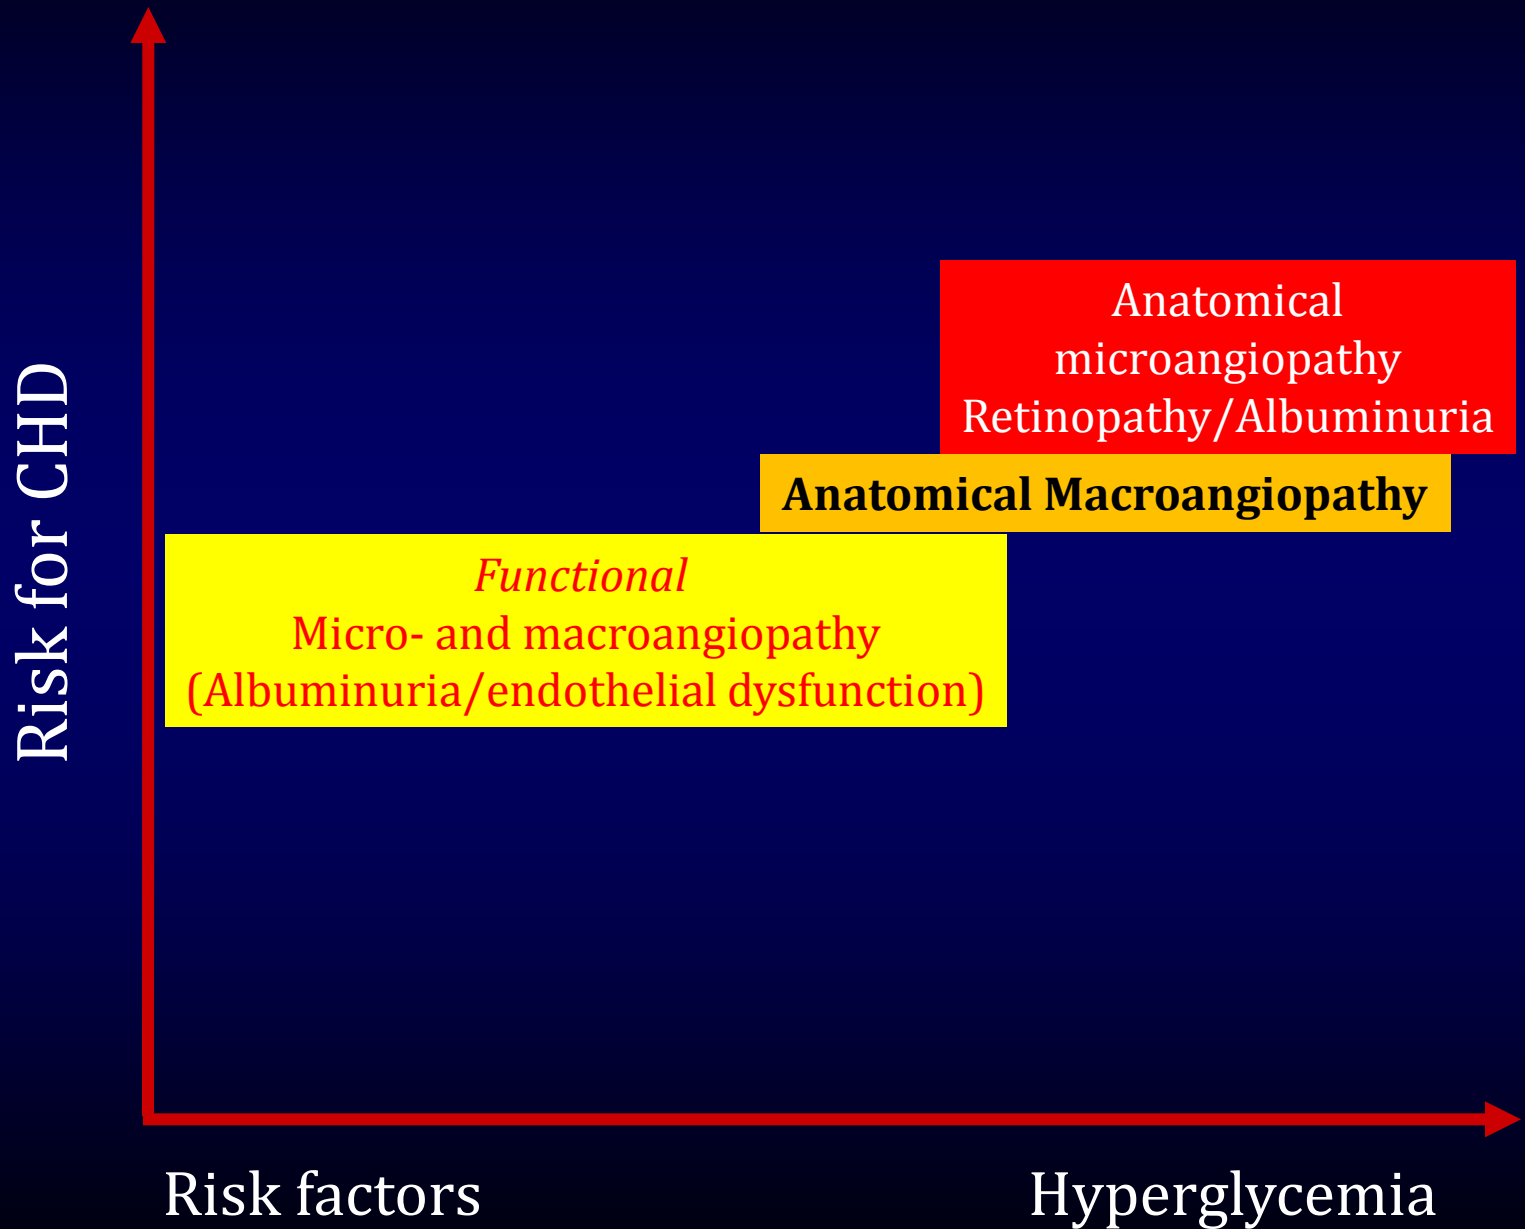 Risk for CHD
Anatomical
microangiopathy
Retinopathy/Albuminuria
Anatomical Macroangiopathy
Functional
Micro- and macroangiopathy
(Albuminuria/endothelial dysfunction)
Risk factors
Hyperglycemia